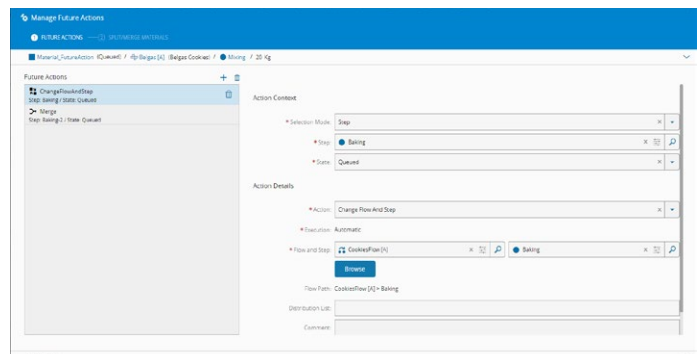 Manage Future Actions
1 FUTURE ACTIONS 2 SPLIT/MERGE MATERIALS
Material_FutureAction (Queued) / Belgas [A] (Belgas Cookies) / Mixing / 20 Kg
Future Actions
ChangeFlowAndStep
Step: Baking / State: Queued
Merge
Step: Baking-2 / State: Queued
Action Context
* Selection Mode: Step
* Step: Baking
* State: Queued
Action Details
* Action: Change Flow And Step
* Execution: Automatic
* Flow and Step: CookiesFlow [A] Baking
Browse
Flow Path: CookiesFlow [A] > Baking
Distribution List:
Comment: